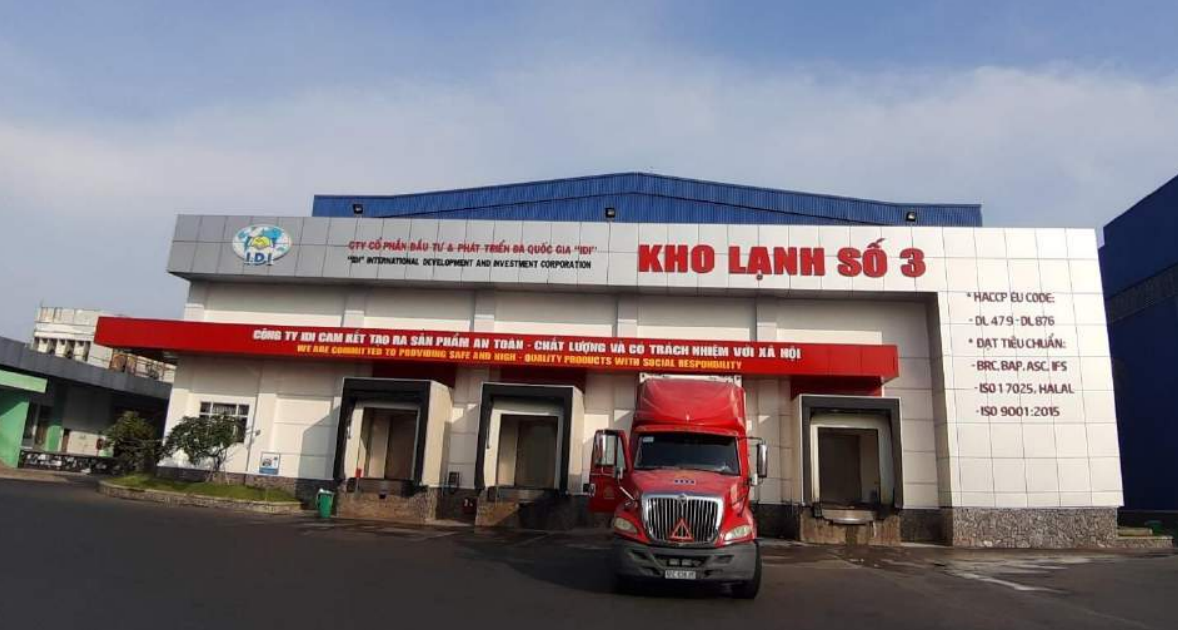 I.D.I
CTY CỔ PHẦN ĐẦU TƯ & PHÁT TRIỂN ĐA QUỐC GIA "IDI"
"IDI" INTERNATIONAL DEVELOPMENT AND INVESTMENT CORPORATION
KHO LẠNH SỐ 3
CÔNG TY IDI CAM KẾT TẠO RA SẢN PHẨM AN TOÀN - CHẤT LƯỢNG VÀ CÓ TRÁCH NHIỆM VỚI XÃ HỘI
WE ARE COMMITTED TO PROVIDING SAFE AND HIGH - QUALITY PRODUCTS WITH SOCIAL RESPONBILITY
* HACCP EU CODE:
- DL 479 - DL 876
* ĐẠT TIÊU CHUẨN:
- BRC, BAP, ASC, IFS
- ISO 17025, HALAL
- ISO 9001:2015